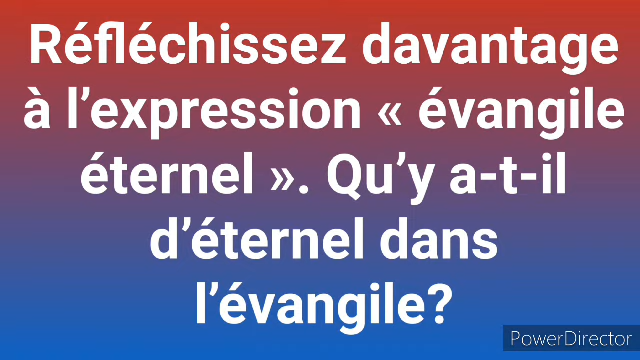 Réfléchissez davantage
à l’expression « évangile
éternel ». Qu’y a-t-il
d’éternel dans
l’évangile?
PowerDirector